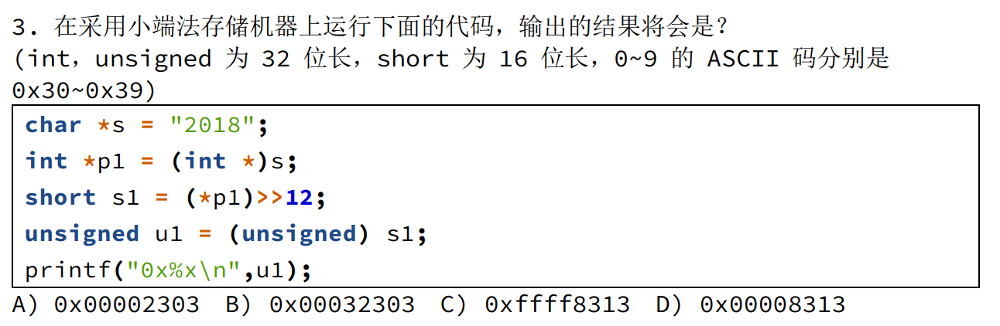 3. 在采用小端法存储机器上运行下面的代码，输出的结果将会是？
(int，unsigned 为 32 位长，short 为 16 位长，0~9 的 ASCII 码分别是
0x30~0x39)
char *s = "2018";
int *p1 = (int *)s;
short s1 = (*p1)>>12;
unsigned u1 = (unsigned) s1;
printf("0x%x\n",u1);
A) 0x00002303 B) 0x00032303 C) 0xffff8313 D) 0x00008313